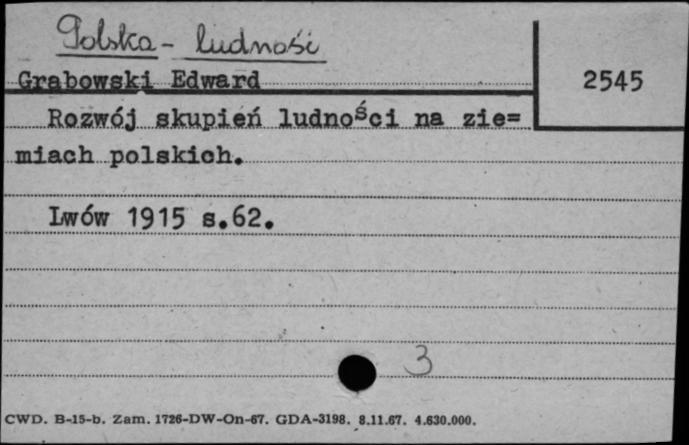 Polska - ludność
Grabowski Edward
2545
Rozwój skupień ludności na zie=
miach polskich.
Lwów 1915 s.62.
3
CWD. B-15-b. Zam. 1726-DW-On-67. GDA-3198. 8.11.67. 4.630.000.